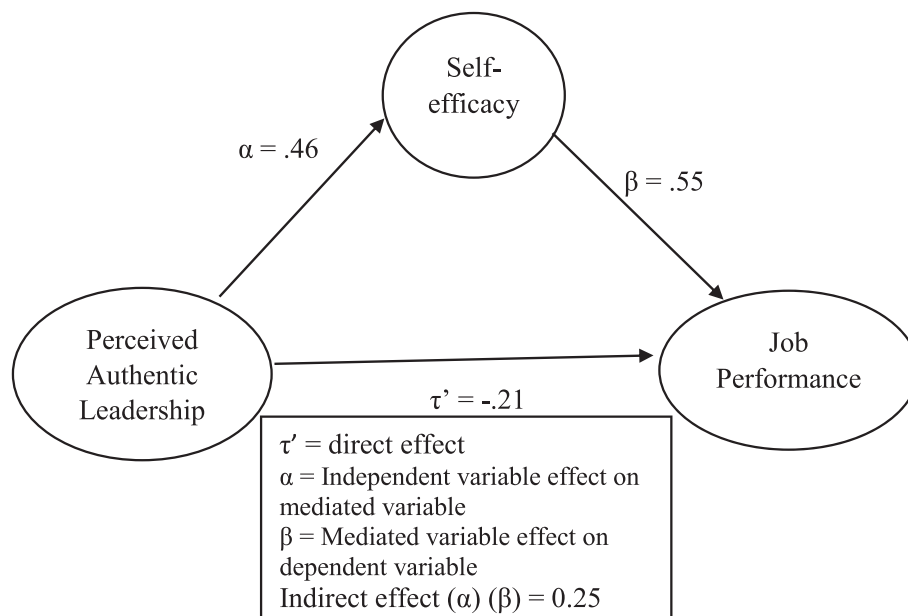 Self-
efficacy
α = .46
β = .55
Perceived
Authentic
Leadership
Job
Performance
τ’ = -.21
τ’ = direct effect
α = Independent variable effect on
mediated variable
β = Mediated variable effect on
dependent variable
Indirect effect (α) (β) = 0.25